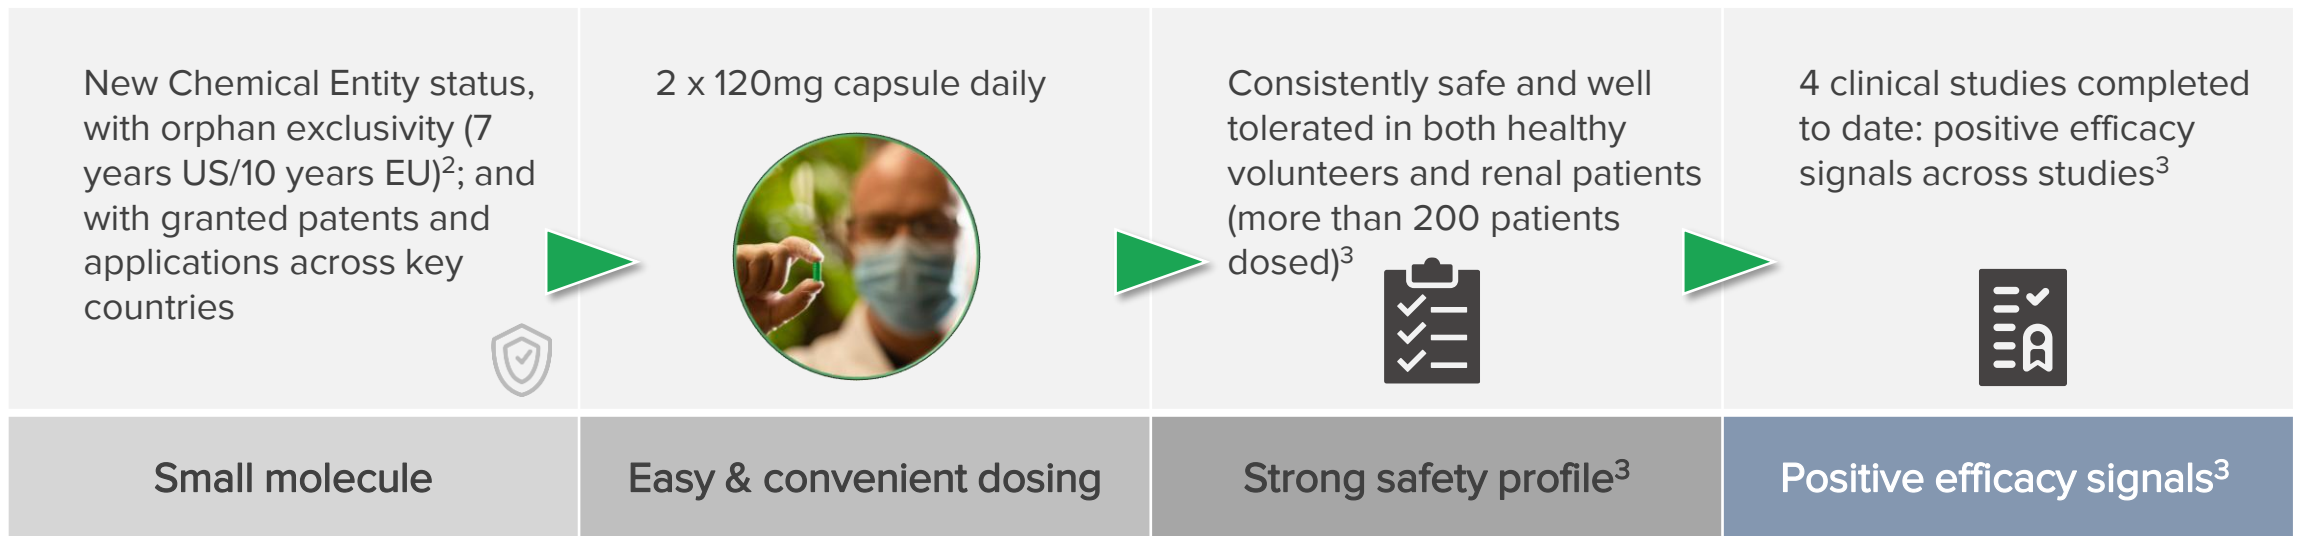 New Chemical Entity status,
with orphan exclusivity (7
years US/10 years EU)²; and
with granted patents and
applications across key
countries
Small molecule
2 x 120mg capsule daily
Easy & convenient dosing
Consistently safe and well
tolerated in both healthy
volunteers and renal patients
(more than 200 patients
dosed)³
Strong safety profile³
4 clinical studies completed
to date: positive efficacy
signals across studies³
Positive efficacy signals³